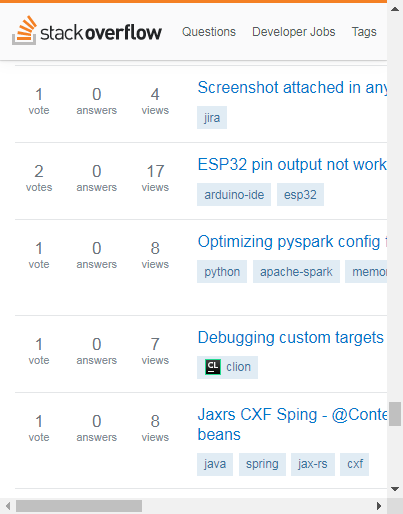 stackoverflow Questions Developer Jobs Tags
1 0 4 Screenshot attached in any
vote answers views
jira
2 0 17 ESP32 pin output not work
votes answers views
arduino-ide esp32
1 0 8 Optimizing pyspark config
vote answers views
python apache-spark
1 0 7 Debugging custom targets
vote answers views
CL clion
1 0 8 Jaxrs CXF Sping - @Conte
vote answers views
beans
java spring jax-rs cxf